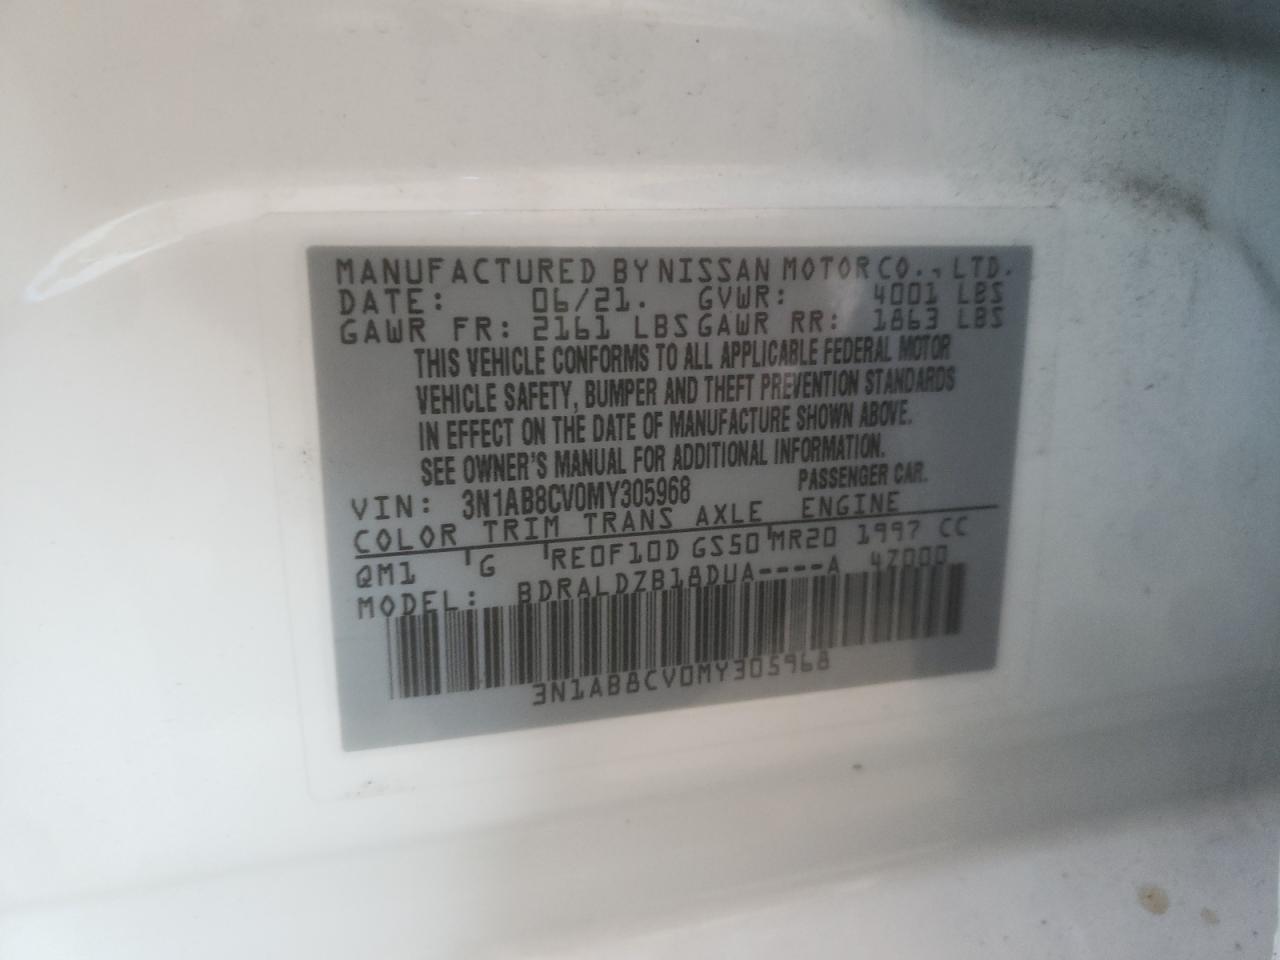 MANUFACTURED BY NISSAN MOTOR CO., LTD.
DATE: 06/21. GVWR: 4001 LBS
GAWR FR: 2161 LBS GAWR RR: 1863 LBS
THIS VEHICLE CONFORMS TO ALL APPLICABLE FEDERAL MOTOR
VEHICLE SAFETY, BUMPER AND THEFT PREVENTION STANDARDS
IN EFFECT ON THE DATE OF MANUFACTURE SHOWN ABOVE.
SEE OWNER'S MANUAL FOR ADDITIONAL INFORMATION.
VIN: 3N1AB8CV0MY305968 PASSENGER CAR.
COLOR TRIM TRANS AXLE ENGINE
QM1 G RE0F10D GS50 MR20 1997 CC
MODEL: BDRALDZB18DUA----A 4Z000
3N1AB8CV0MY305968